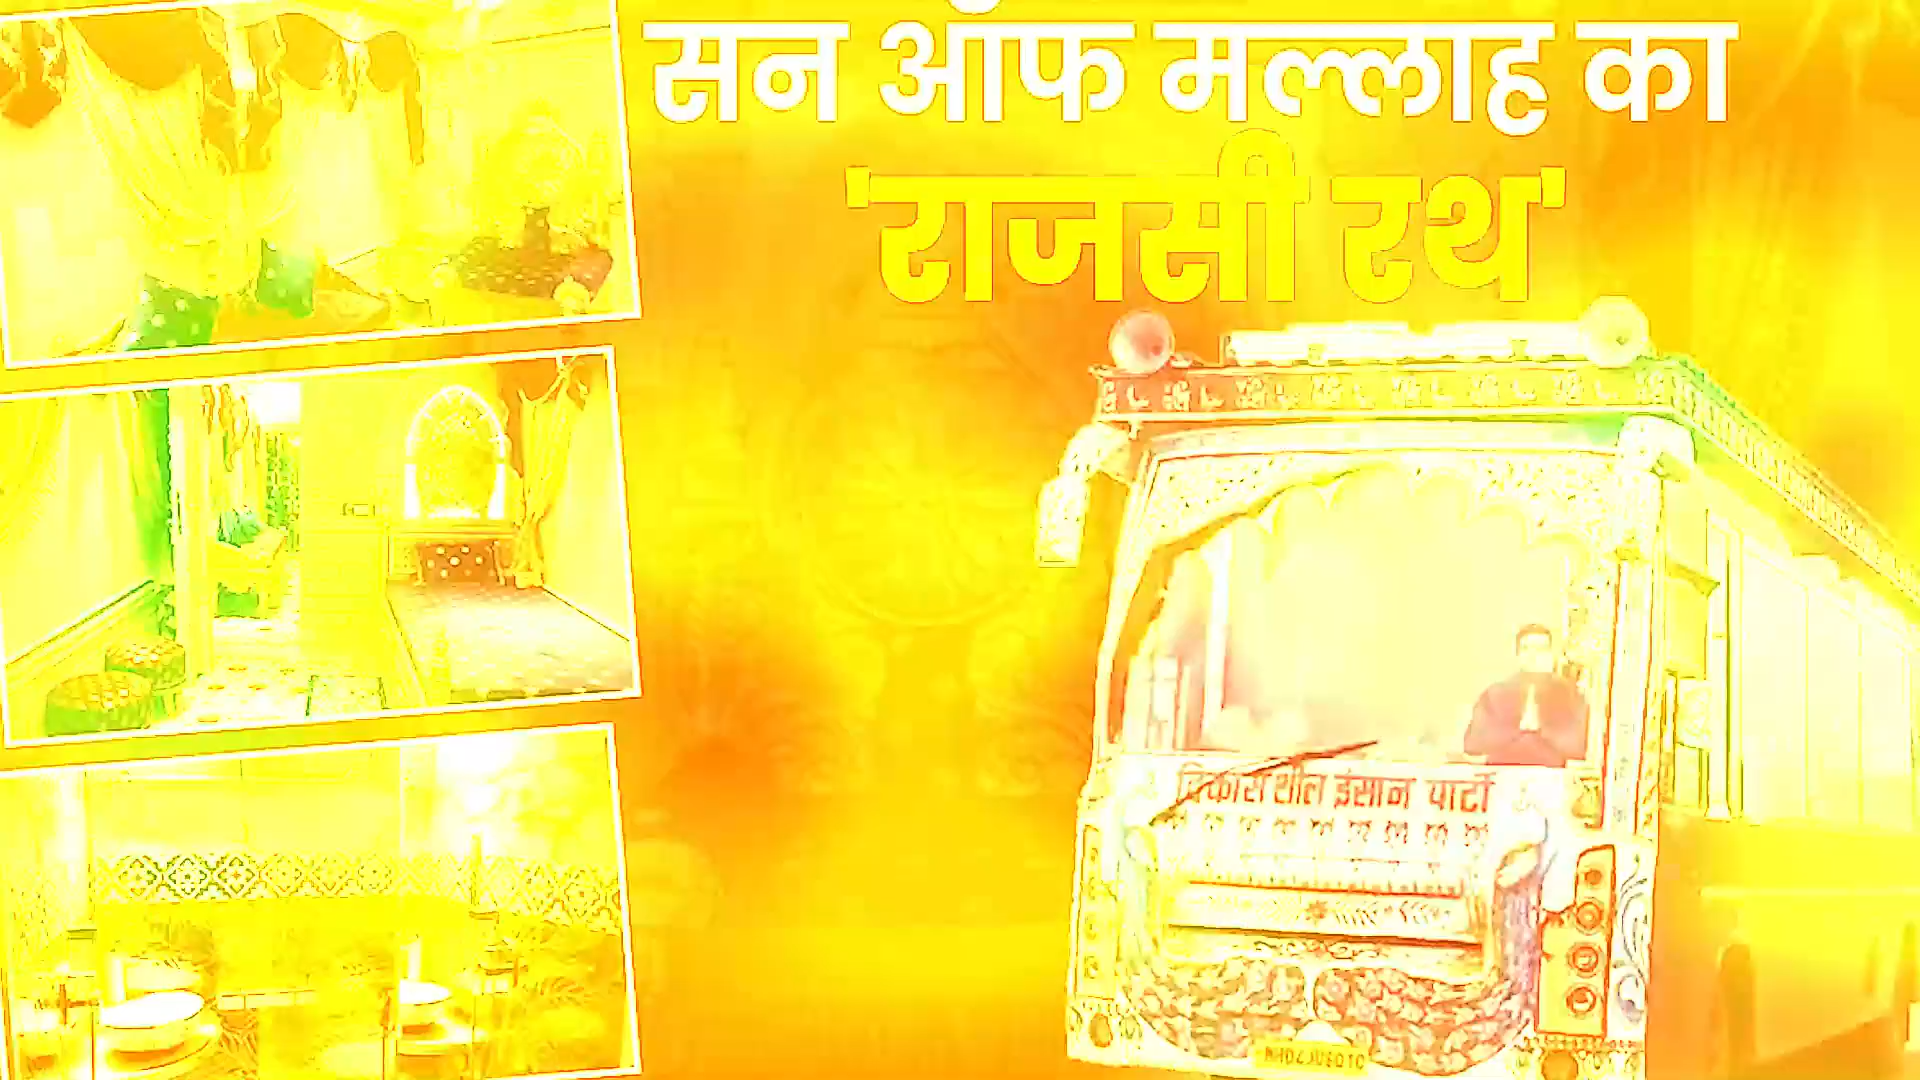 सन ऑफ मल्लाह का
'राजसी रथ'
विकासशील इंसान पार्टी